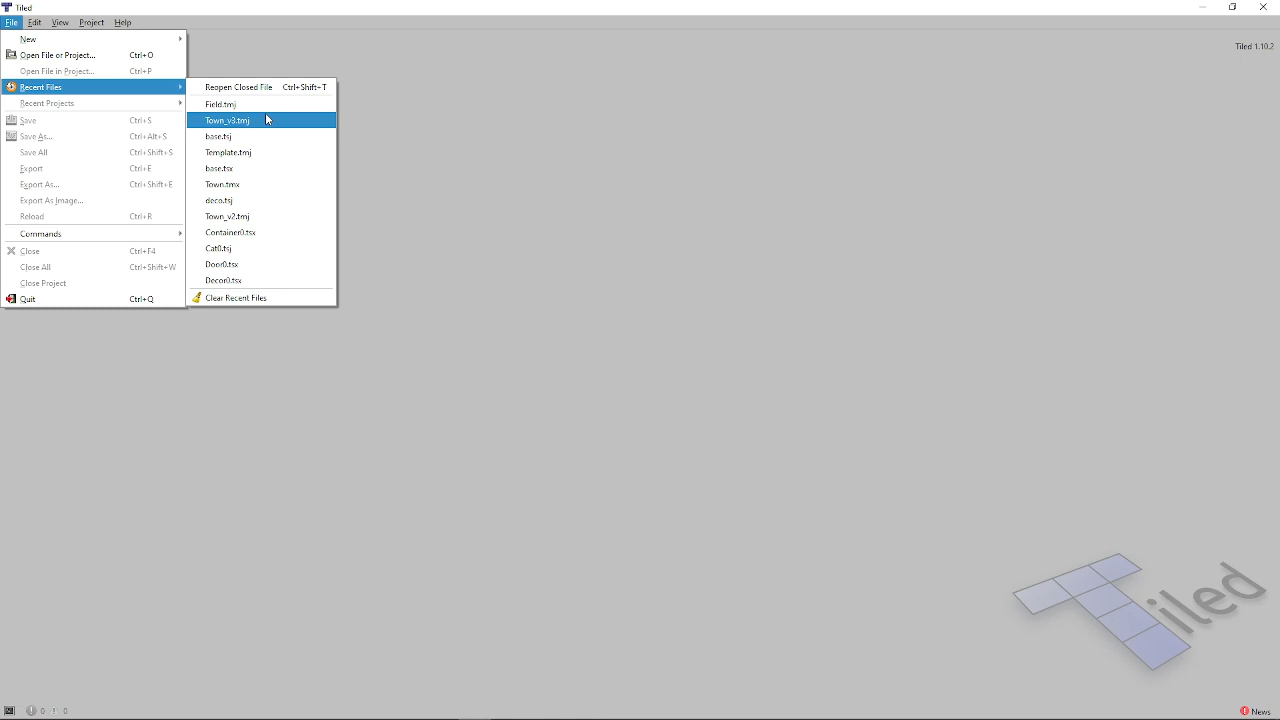 Tiled
File Edit View Project Help
Tiled 1.10.2
New
Open File or Project... Ctrl+O
Open File in Project... Ctrl+P
Recent Files
Recent Projects
Save Ctrl+S
Save As... Ctrl+Alt+S
Save All Ctrl+Shift+S
Export Ctrl+E
Export As... Ctrl+Shift+E
Export As Image...
Reload Ctrl+R
Commands
Close Ctrl+F4
Close All Ctrl+Shift+W
Close Project
Quit Ctrl+Q
Reopen Closed File Ctrl+Shift+T
Field.tmj
Town_v3.tmj
base.tsj
Template.tmj
base.tsx
Town.tmx
deco.tsj
Town_v2.tmj
Container0.tsx
Cat0.tsj
Door0.tsx
Decor0.tsx
Clear Recent Files
Tiled
0 0
News